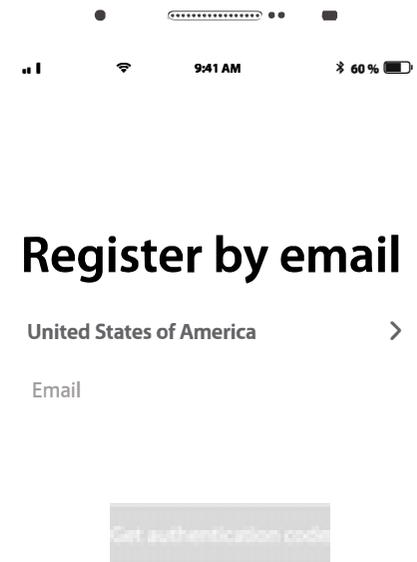 9:41 AM
60 %
Register by email
United States of America
Email
Get authentication code